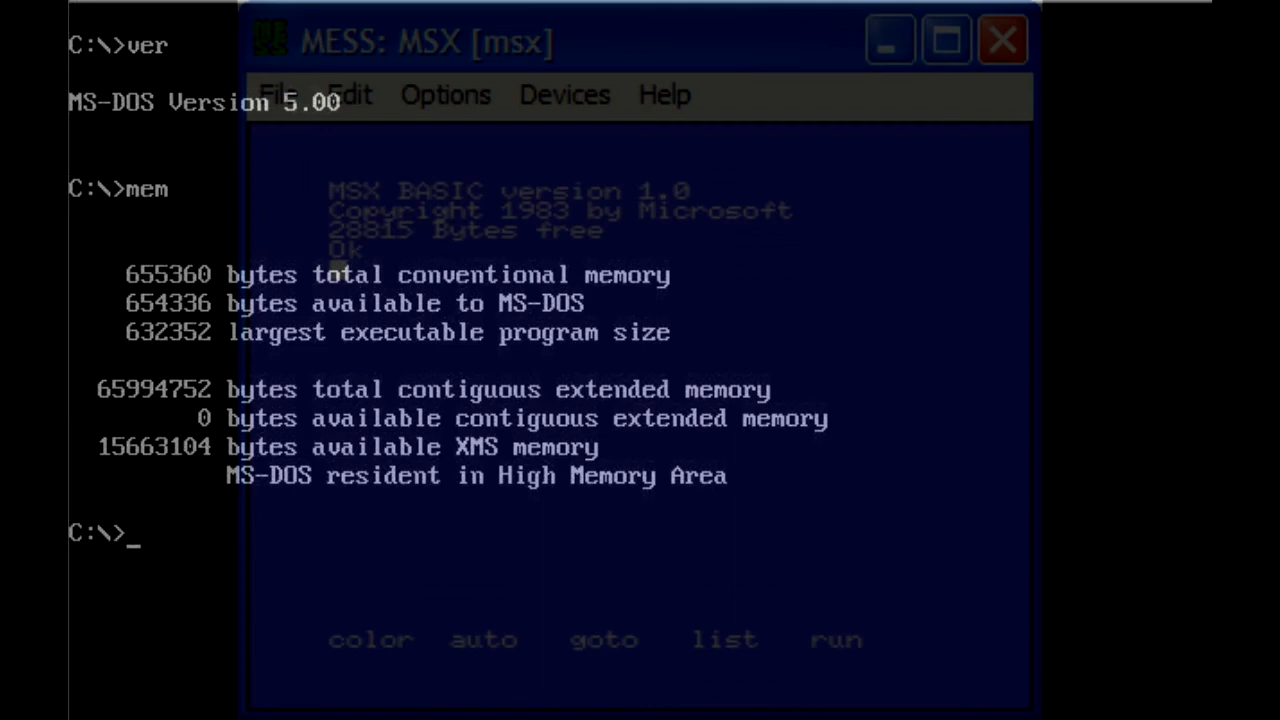 C:\>ver
MS-DOS Version 5.00
C:\>mem
655360 bytes total conventional memory
654336 bytes available to MS-DOS
632352 largest executable program size
65994752 bytes total contiguous extended memory
0 bytes available contiguous extended memory
15663104 bytes available XMS memory
MS-DOS resident in High Memory Area
C:\>_
MESS: MSX [msx]
File Edit Options Devices Help
MSX BASIC version 1.0
Copyright 1983 by Microsoft
28815 Bytes free
Ok
color auto goto list run